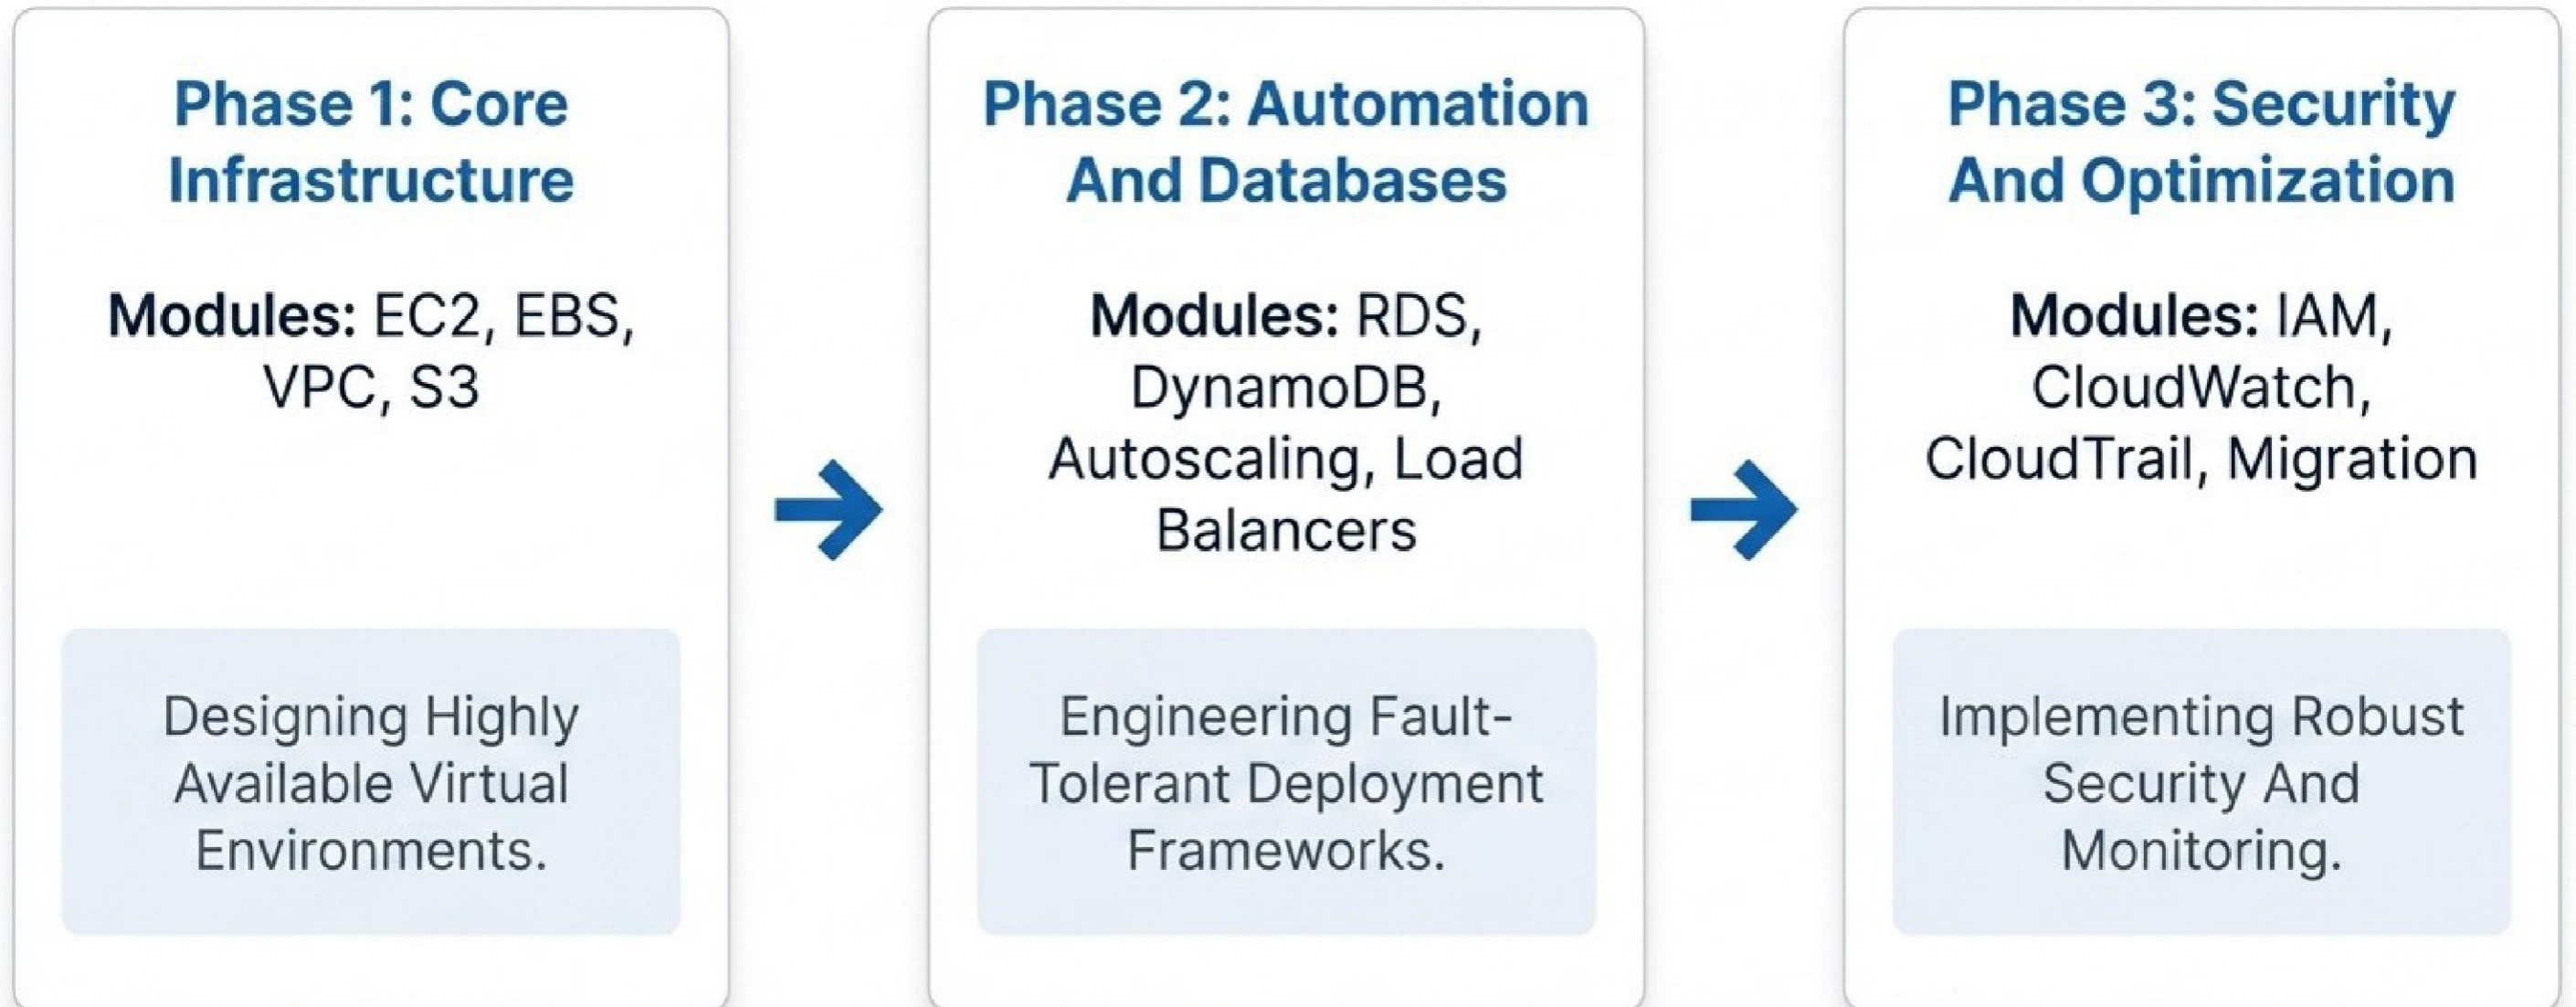 Phase 1: Core
Infrastructure
Modules: EC2, EBS,
VPC, S3
Designing Highly
Available Virtual
Environments.
Phase 2: Automation
And Databases
Modules: RDS,
DynamoDB,
Autoscaling, Load
Balancers
Engineering Fault-
Tolerant Deployment
Frameworks.
Phase 3: Security
And Optimization
Modules: IAM,
CloudWatch,
CloudTrail, Migration
Implementing Robust
Security And
Monitoring.